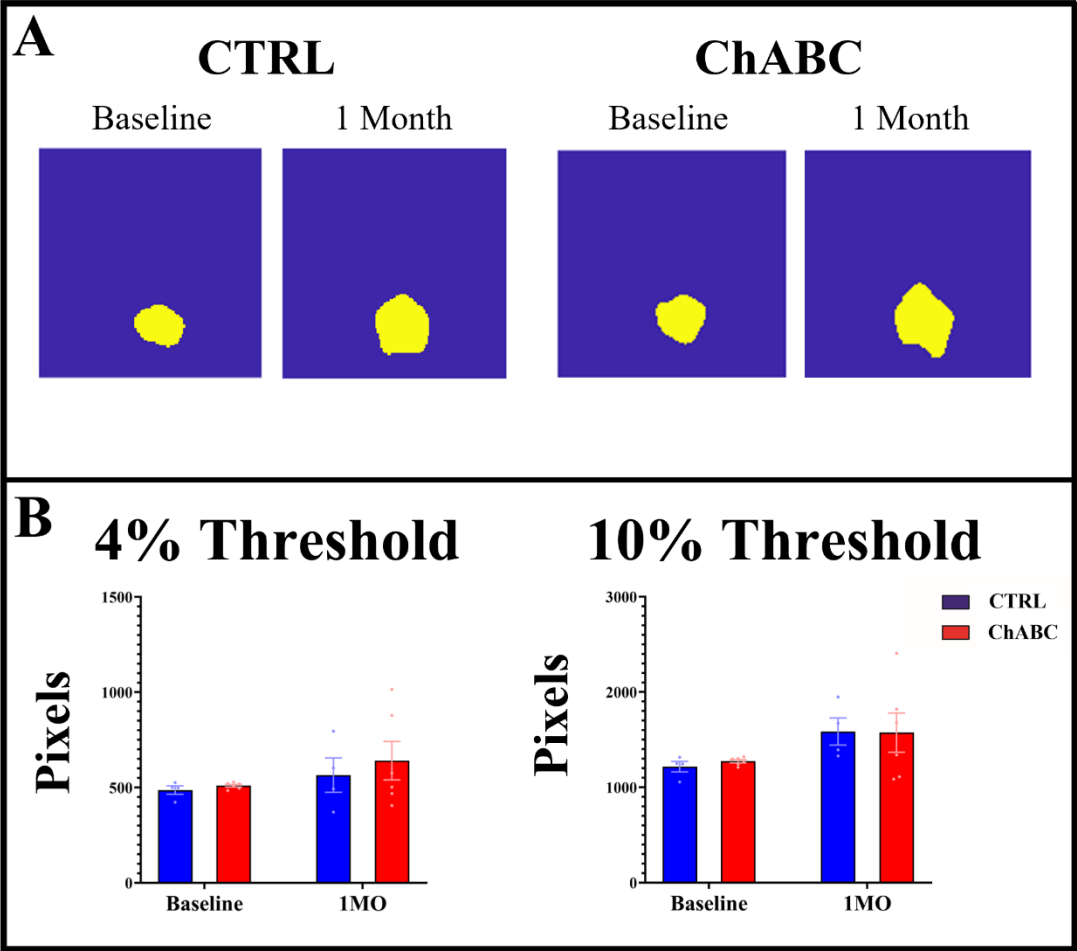 A
CTRL
ChABC
Baseline
1 Month
Baseline
1 Month
B
4% Threshold
10% Threshold
Pixels
1500
1000
500
0
Baseline
1MO
Pixels
3000
2000
1000
0
Baseline
1MO
CTRL
ChABC